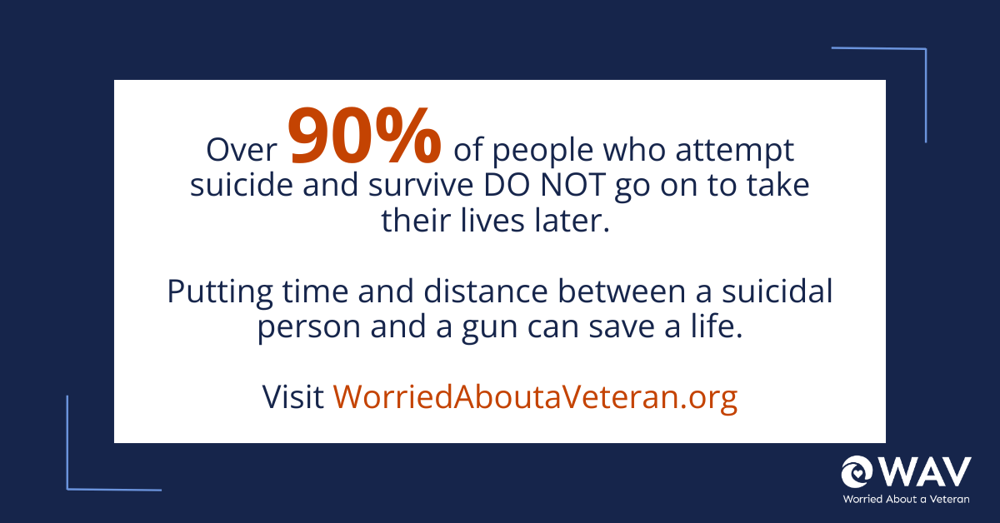 Over 90% of people who attempt
suicide and survive DO NOT go on to take
their lives later.
Putting time and distance between a suicidal
person and a gun can save a life.
Visit WorriedAboutaVeteran.org
WAV
Worried About a Veteran